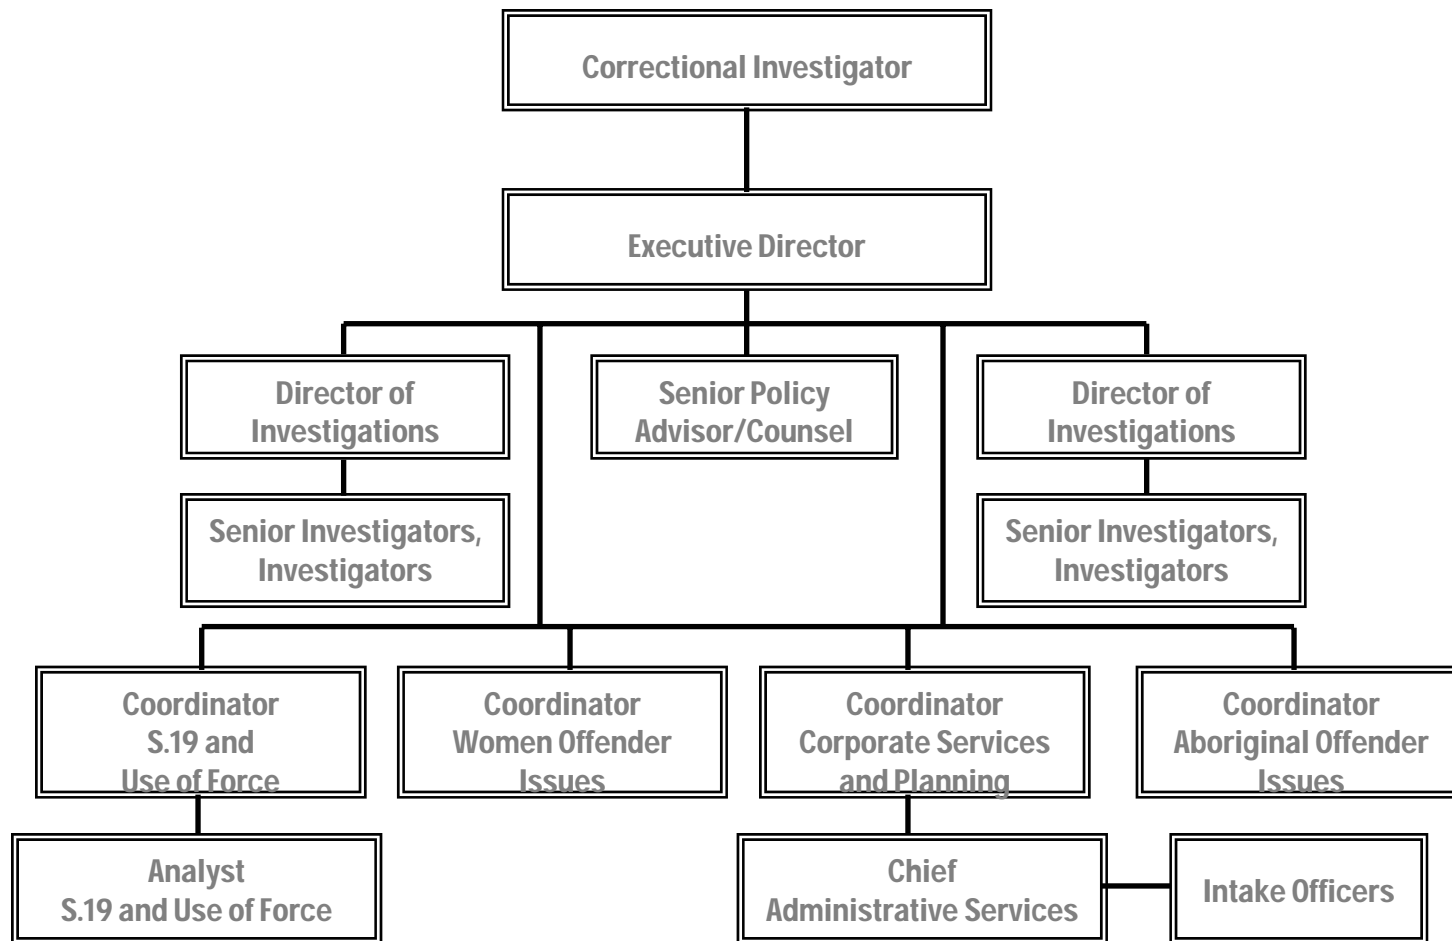 Correctional Investigator
Executive Director
Director of
Investigations
Senior Policy
Advisor/Counsel
Director of
Investigations
Senior Investigators,
Investigators
Senior Investigators,
Investigators
Coordinator
S.19 and
Use of Force
Coordinator
Women Offender
Issues
Coordinator
Corporate Services
and Planning
Coordinator
Aboriginal Offender
Issues
Analyst
S.19 and Use of Force
Chief
Administrative Services
Intake Officers